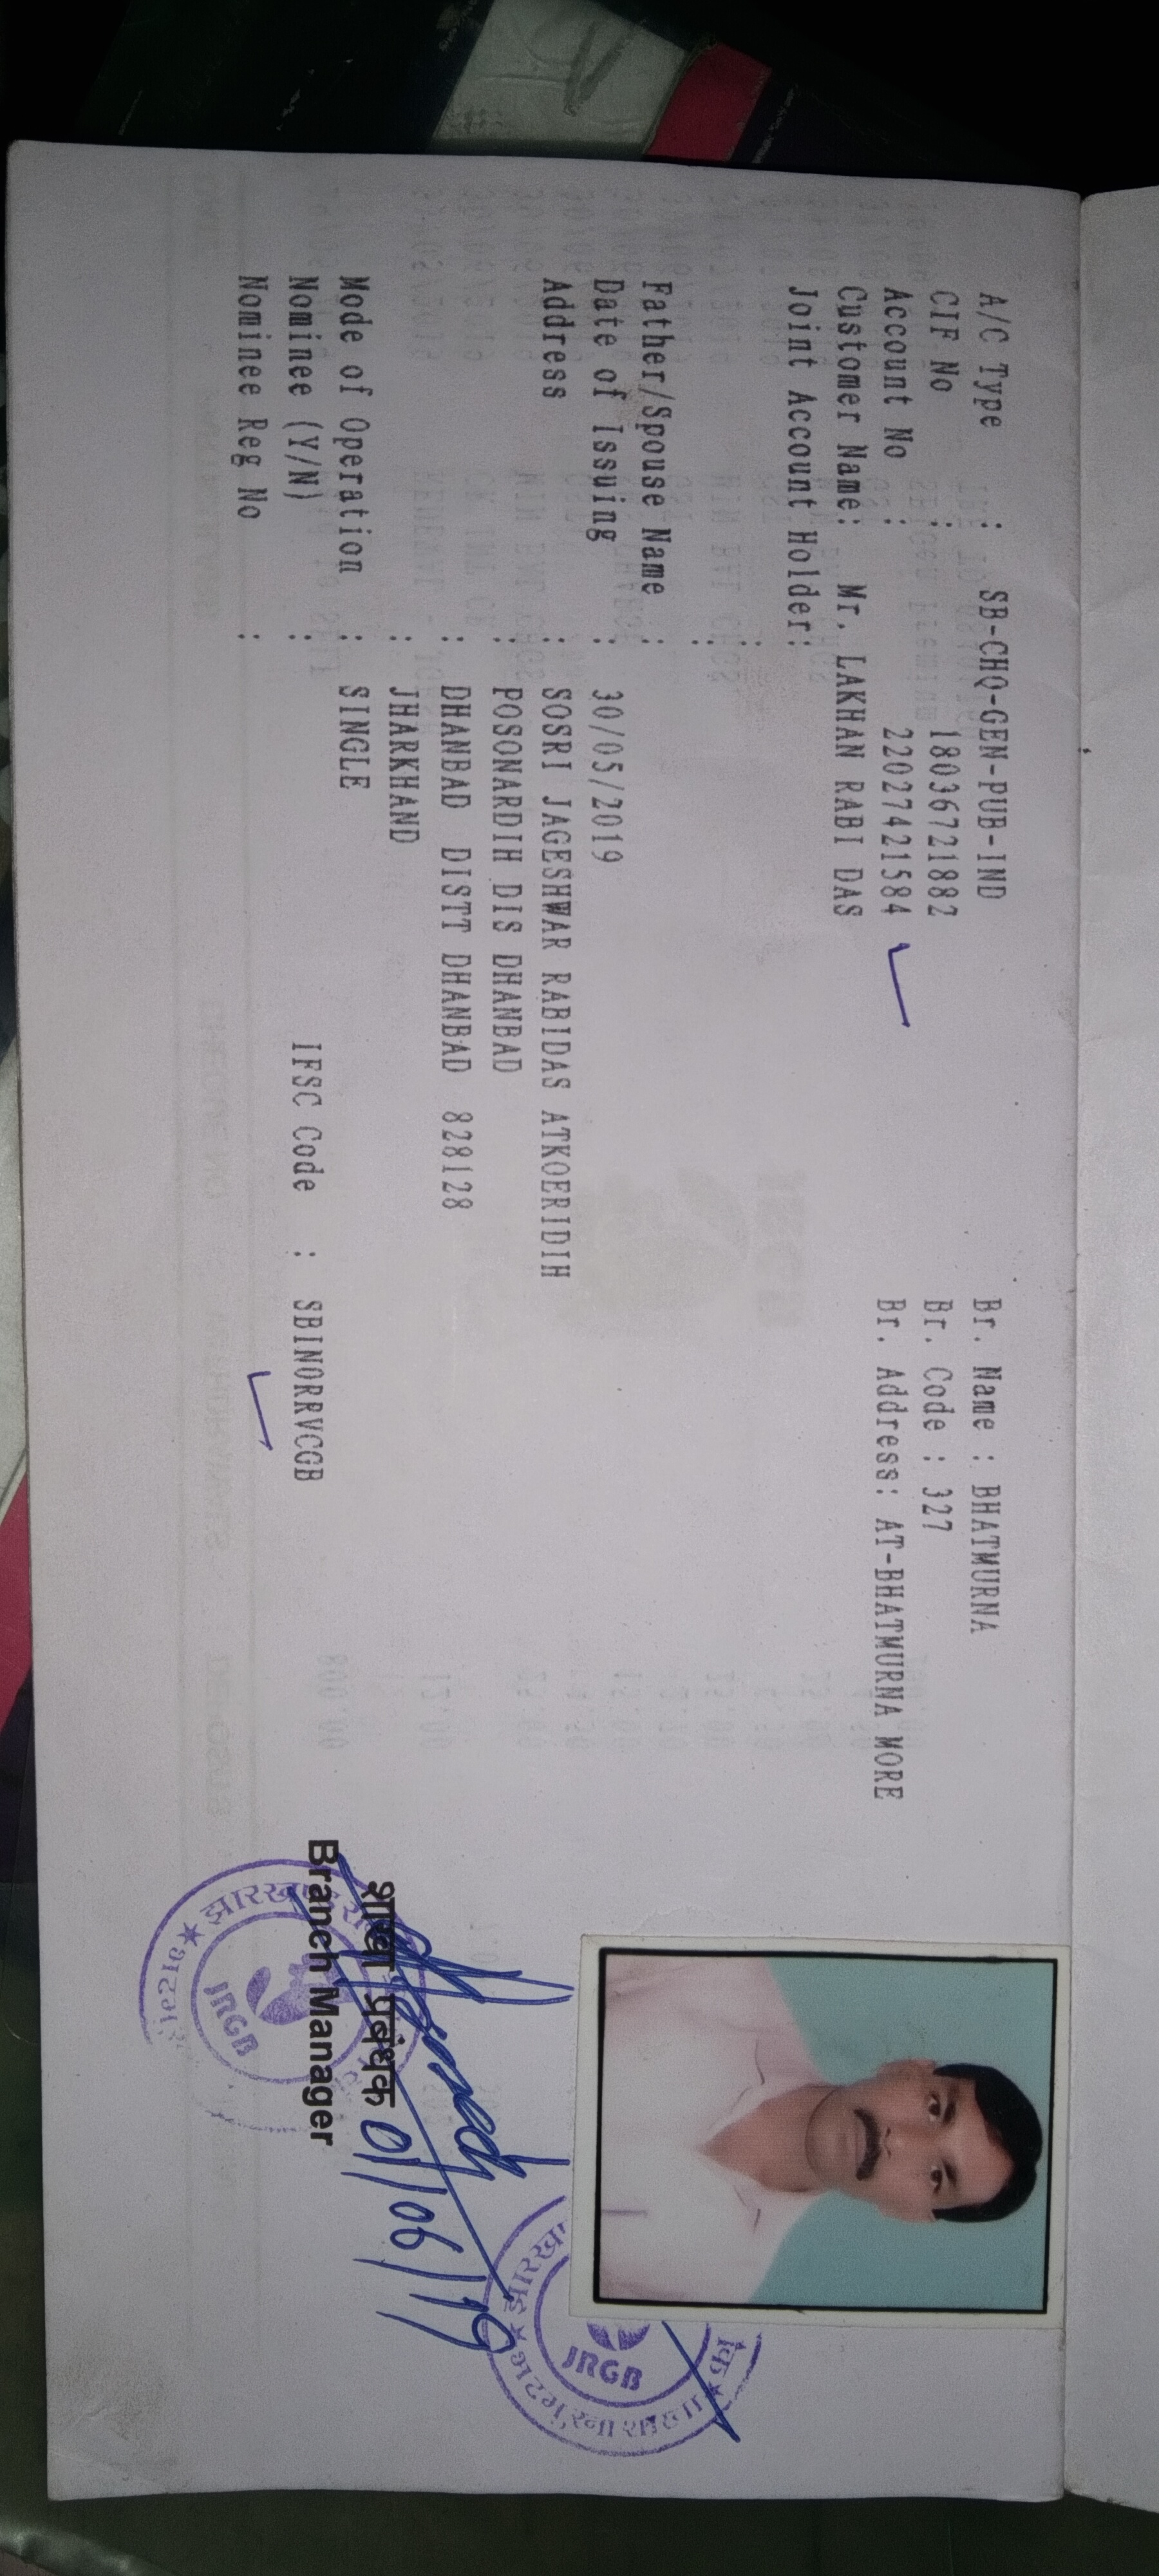 A/C Type : SB-CHQ-GEN-PUB-IND
CIF No : 18036721882
Account No : 22027421584
Customer Name: Mr. LAKHAN RABI DAS
Joint Account Holder:
:
:
Father/Spouse Name :
Date of Issuing : 30/05/2019
Address : SOSRI JAGESHWAR RABIDAS ATKOERIDIH
: POSONARDIH DIS DHANBAD
: DHANBAD DISTT DHANBAD 828128
: JHARKHAND
Mode of Operation : SINGLE
Nominee (Y/N) :
Nominee Reg No :
IFSC Code : SBIN0RRVCGB
Br. Name : BHATMURNA
Br. Code : 327
Br. Address: AT-BHATMURNA MORE
शाखा प्रबंधक 01/06/19
Branch Manager
JRGB
JRGB